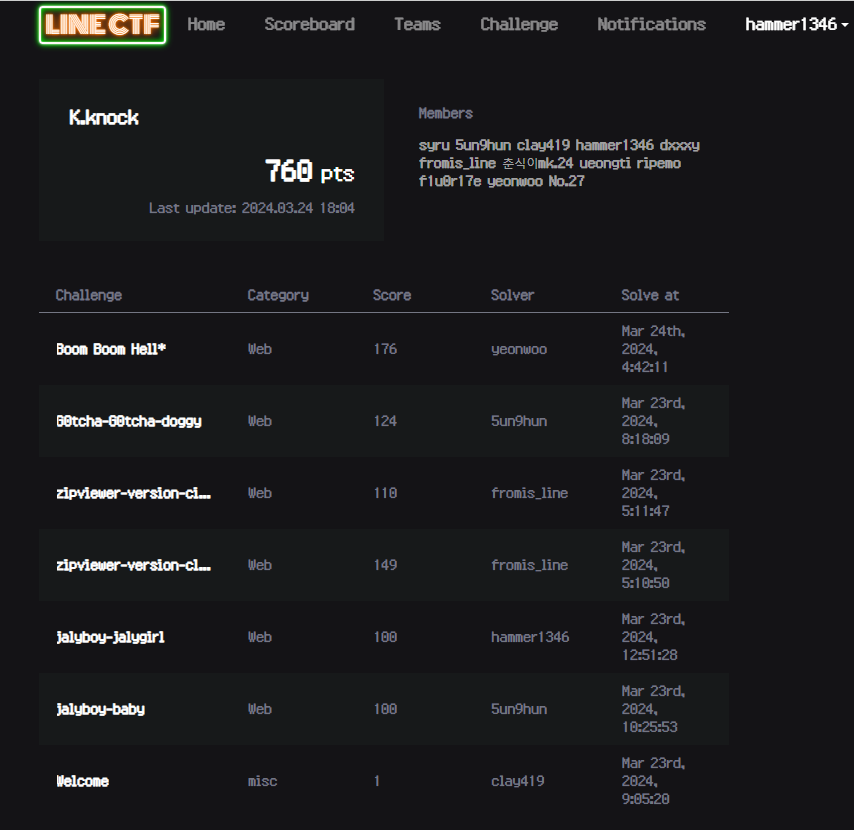 LINE CTF Home Scoreboard Teams Challenge Notifications hammer1346
K.knock
760 pts
Last update: 2024.03.24 18:04
Members
syru 5un9hun clay419 hammer1346 dxxxy
fromis_line 춘식이mk.24 ueongti ripemo
f1u0r17e yeonwoo No.27
Challenge Category Score Solver Solve at
Boom Boom Hell* Web 176 yeonwoo Mar 24th, 2024, 4:42:11
G0tcha-G0tcha-doggy Web 124 5un9hun Mar 23rd, 2024, 8:18:09
zipviewer-version-ci... Web 110 fromis_line Mar 23rd, 2024, 5:11:47
zipviewer-version-cl... Web 149 fromis_line Mar 23rd, 2024, 5:10:50
jalyboy-jalygirl Web 100 hammer1346 Mar 23rd, 2024, 12:51:28
jalyboy-baby Web 100 5un9hun Mar 23rd, 2024, 10:25:53
Welcome misc 1 clay419 Mar 23rd, 2024, 9:05:20